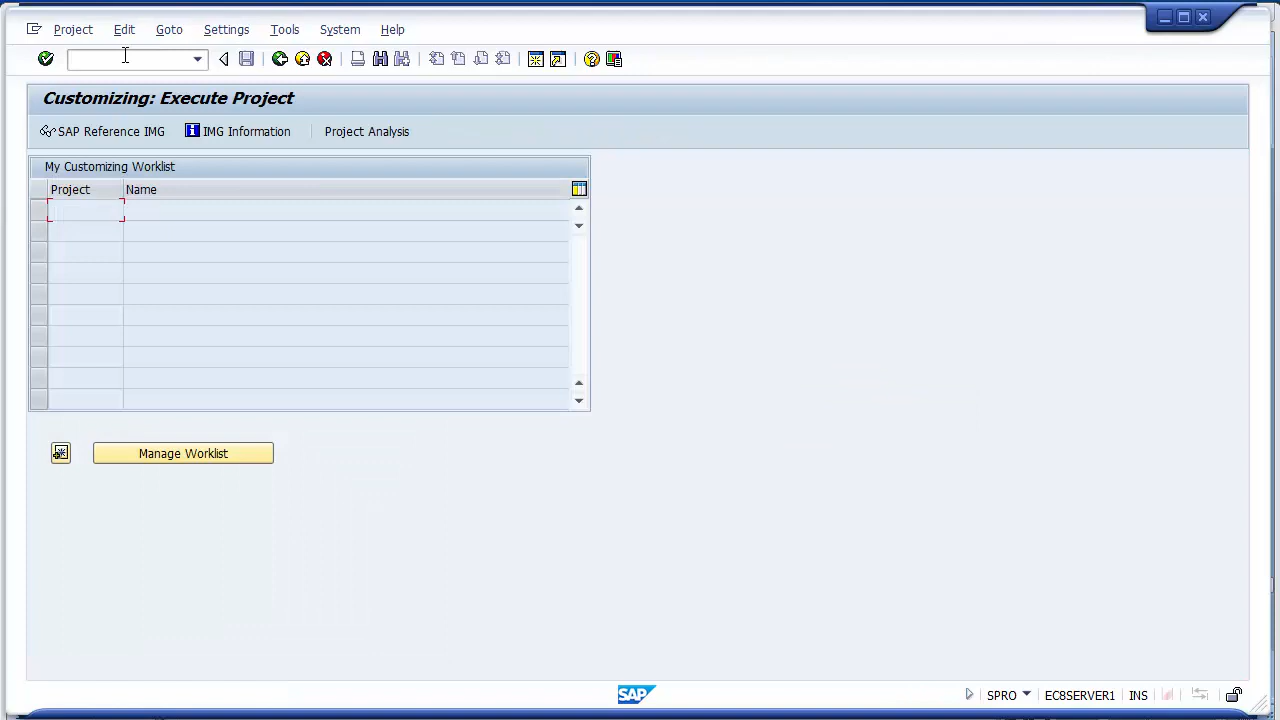 Project Edit Goto Settings Tools System Help
Customizing: Execute Project
SAP Reference IMG IMG Information Project Analysis
My Customizing Worklist
Project Name
Manage Worklist
SAP SPRO ECSSERVER1 INS